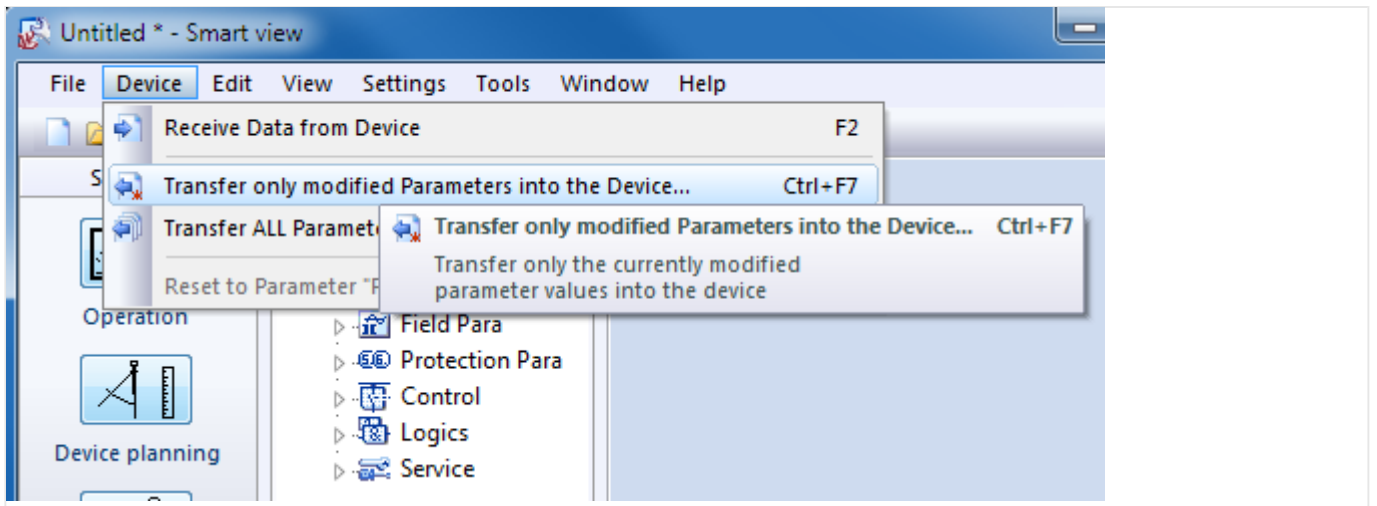 Untitled * - Smart view
File Device Edit View Settings Tools Window Help
Receive Data from Device F2
S
Transfer only modified Parameters into the Device... Ctrl+F7
Transfer ALL Paramet
Transfer only modified Parameters into the Device... Ctrl+F7
Transfer only the currently modified
parameter values into the device
Reset to Parameter
Operation
Field Para
Protection Para
Control
Logics
Service
Device planning